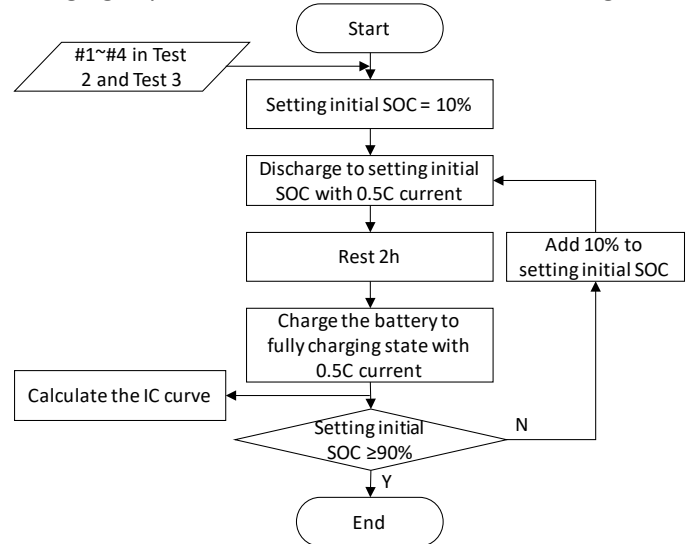 Start
#1~#4 in Test
2 and Test 3
Setting initial SOC = 10%
Discharge to setting initial
SOC with 0.5C current
Rest 2h
Add 10% to
setting initial SOC
Charge the battery to
fully charging state with
0.5C current
Calculate the IC curve
Setting initial
SOC ≥90%
N
Y
End